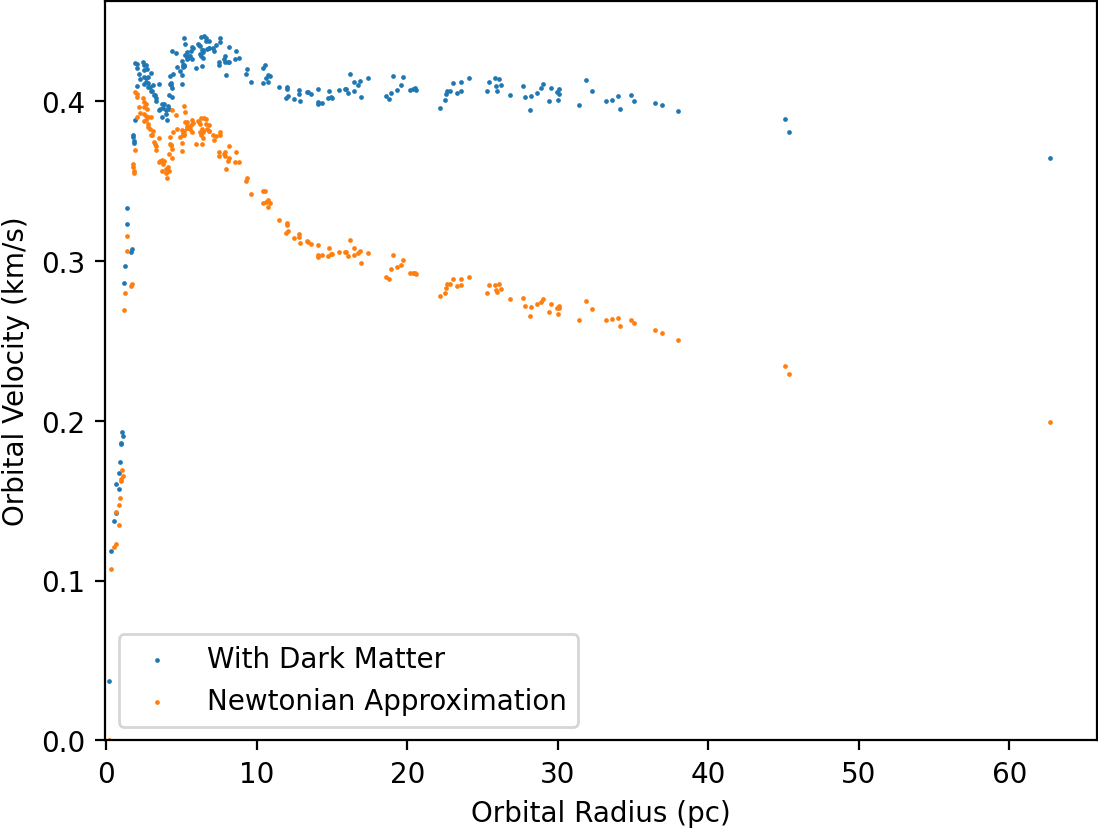 Orbital Velocity (km/s)
0.4
0.3
0.2
0.1
0.0
With Dark Matter
Newtonian Approximation
0 10 20 30 40 50 60
Orbital Radius (pc)